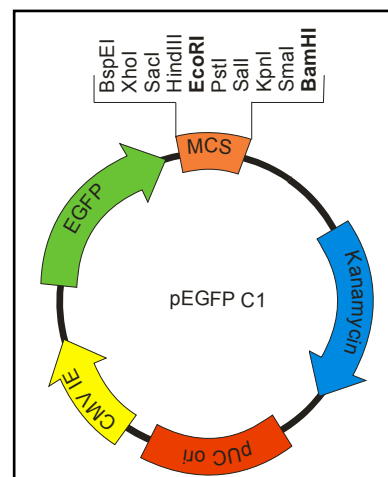 BspEI
XhoI
SacI
HindIII
EcoRI
PstI
SalI
KpnI
SmaI
BamHI
MCS
EGFP
Kanamycin
pEGFP C1
CMV IE
pUC ori